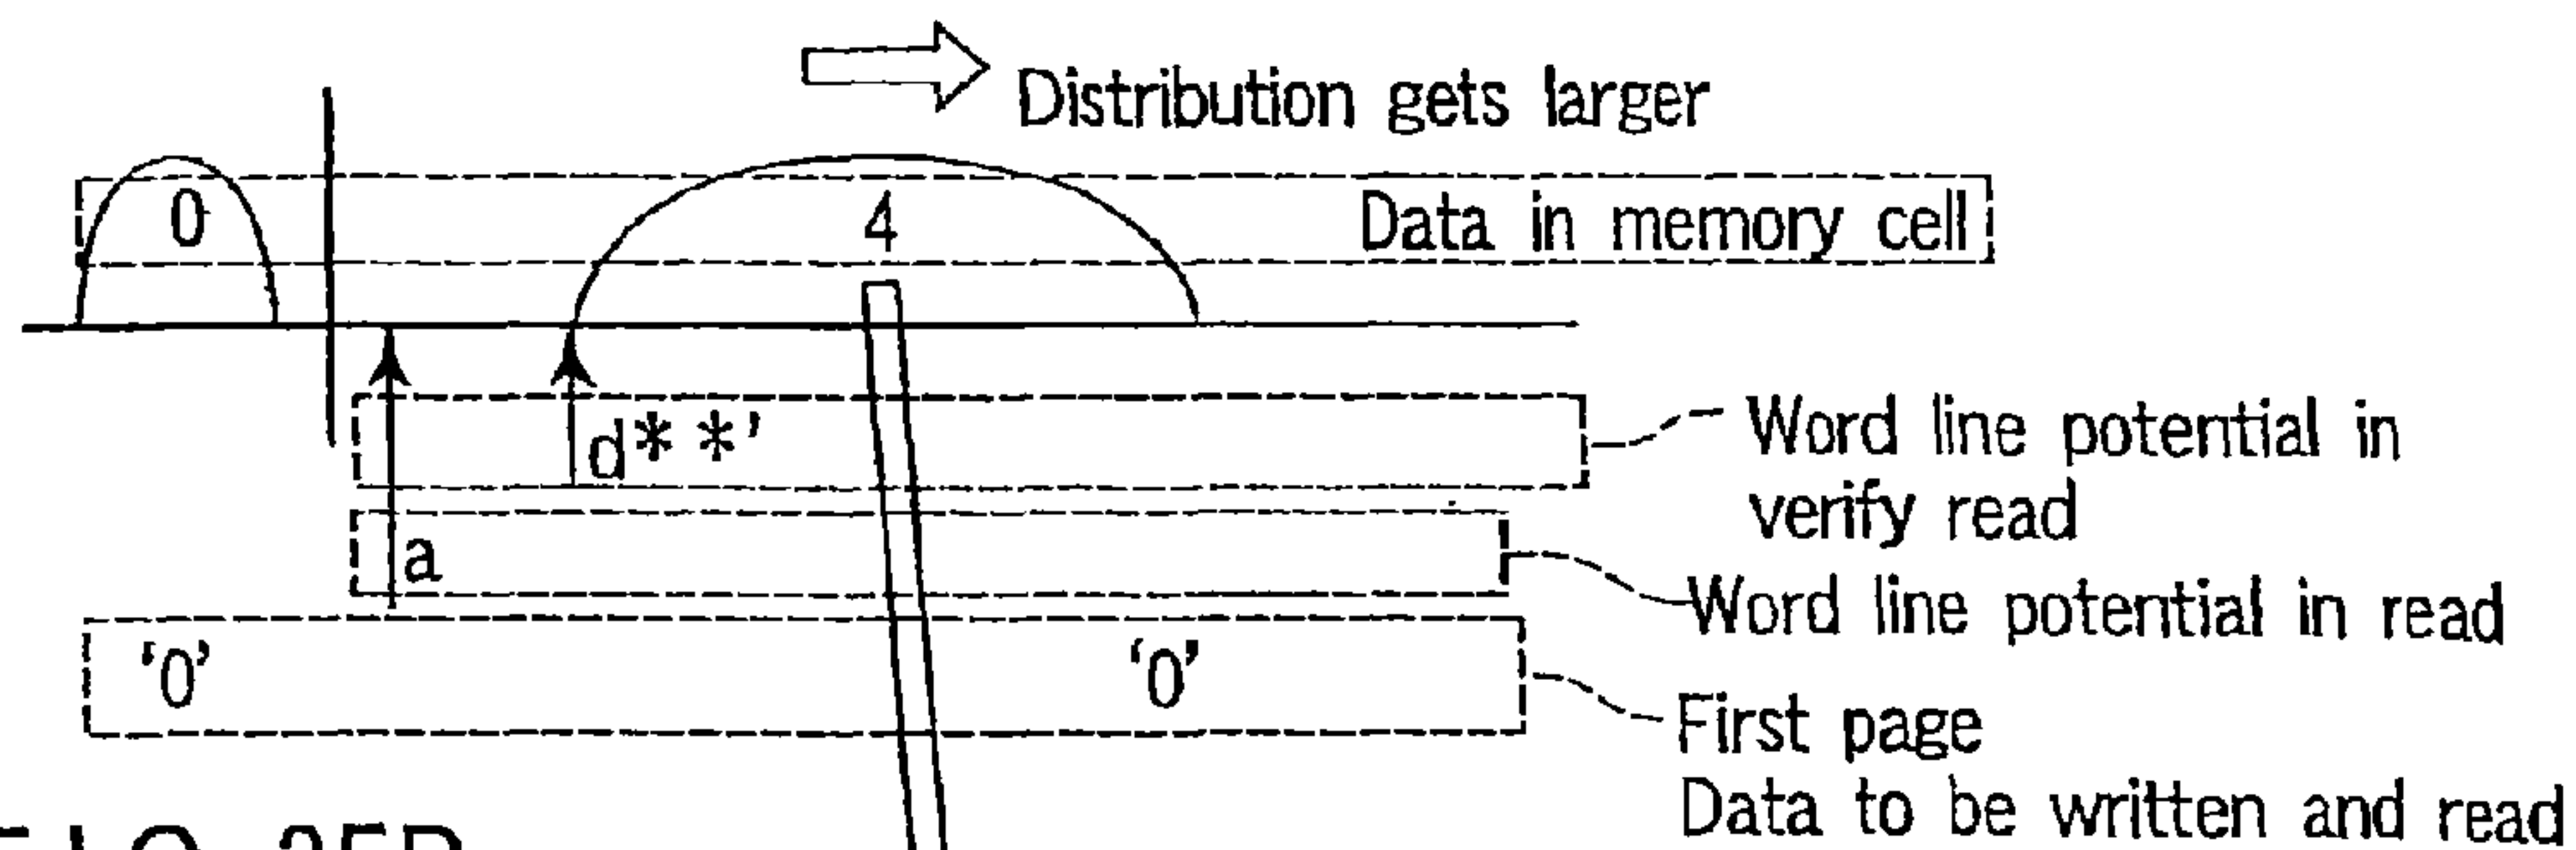 Distribution gets larger
0 4 Data in memory cell
d**' Word line potential in
verify read
a
Word line potential in read
'0' '0'
First page
Data to be written and read